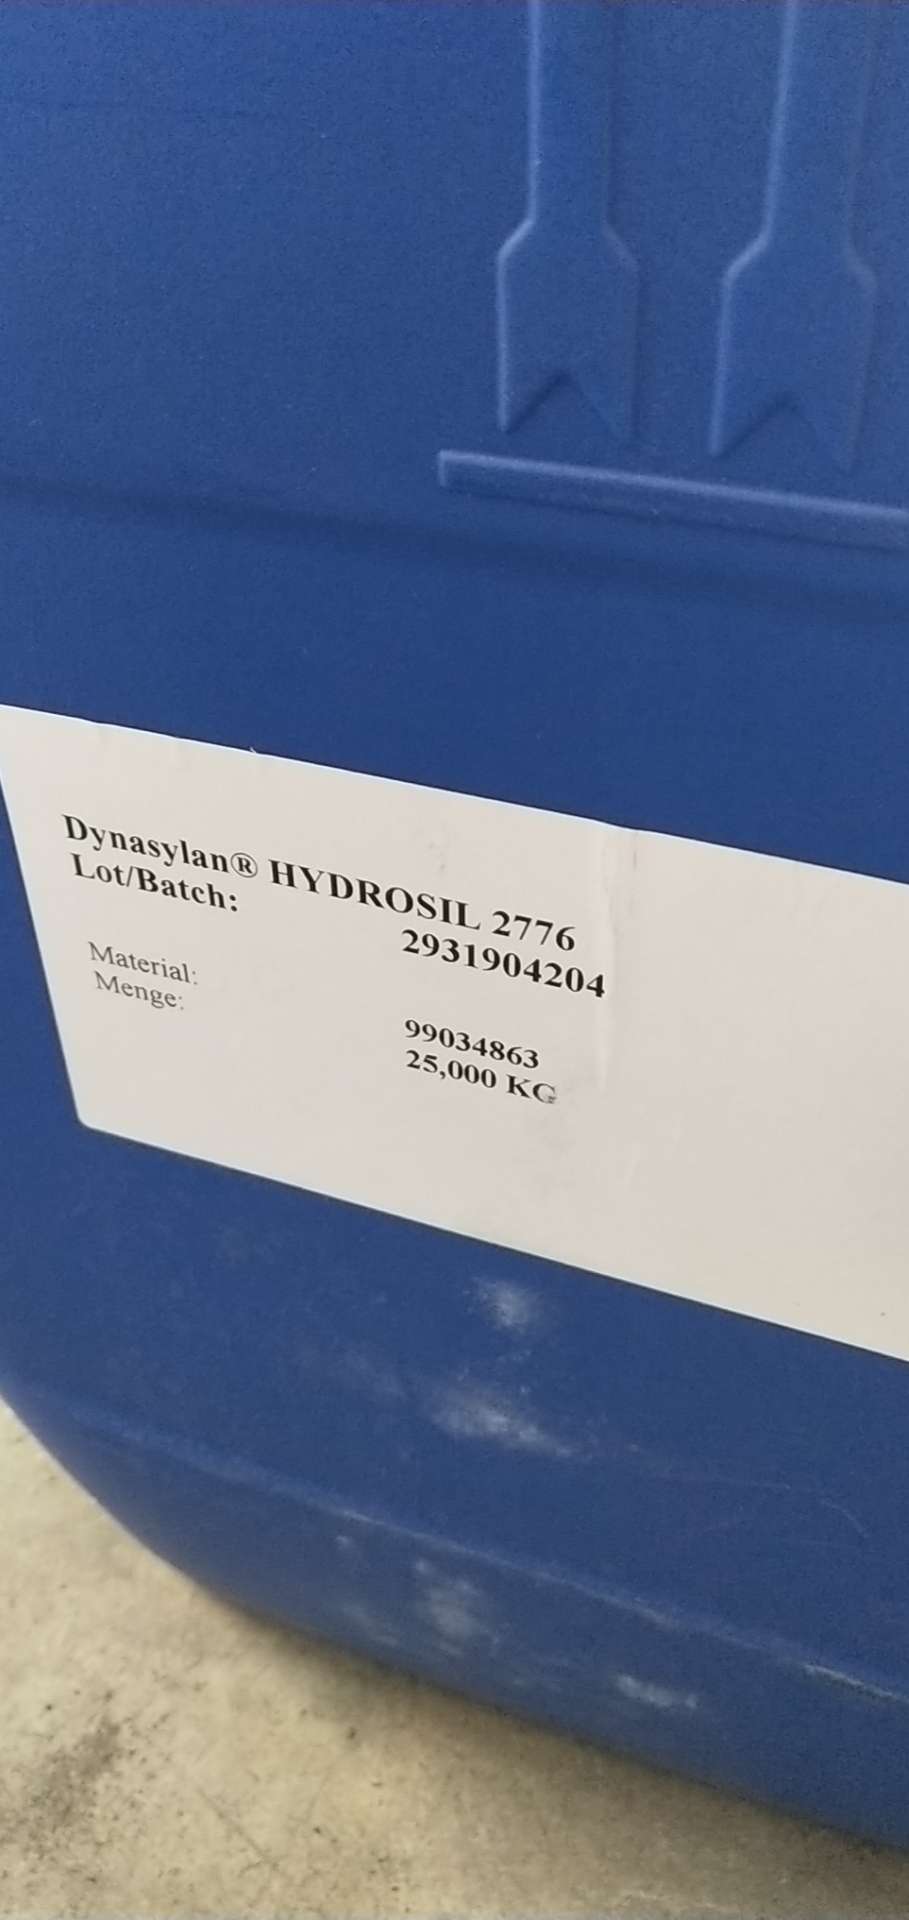 Dynasylan® HYDROSIL 2776
Lot/Batch: 2931904204
Material: 99034863
Menge: 25,000 KG